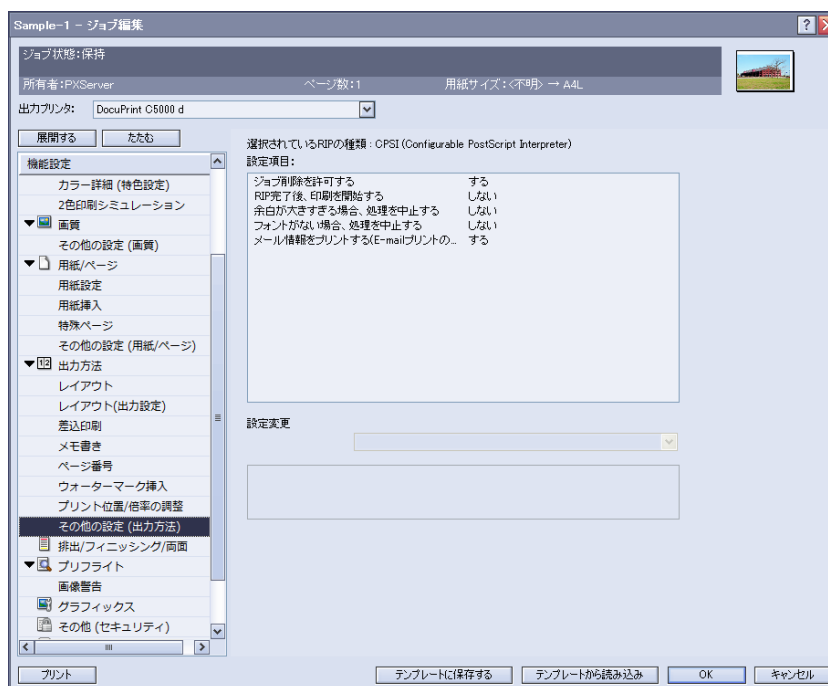 Sample-1 - ジョブ編集
ジョブ状態:保持
所有者:PXServer ページ数:1 用紙サイズ:<不明> → A4L
出力プリンタ: DocuPrint C5000 d
展開する たたむ
選択されているRIPの種類 : CPSI (Configurable PostScript Interpreter)
設定項目:
機能設定
カラー詳細 (特色設定)
2色印刷シミュレーション
画質
その他の設定 (画質)
用紙/ページ
用紙設定
用紙挿入
特殊ページ
その他の設定 (用紙/ページ)
出力方法
レイアウト
レイアウト(出力設定)
差込印刷
メモ書き
ページ番号
ウォーターマーク挿入
プリント位置/倍率の調整
その他の設定 (出力方法)
排出/フィニッシング/両面
プリフライト
画像警告
グラフィックス
その他 (セキュリティ)
ジョブ削除を許可する する
RIP完了後、印刷を開始する しない
余白が大きすぎる場合、処理を中止する しない
フォントがない場合、処理を中止する しない
メール情報をプリントする(E-mailプリントの... する
設定変更
プリント テンプレートに保存する テンプレートから読み込み OK キャンセル